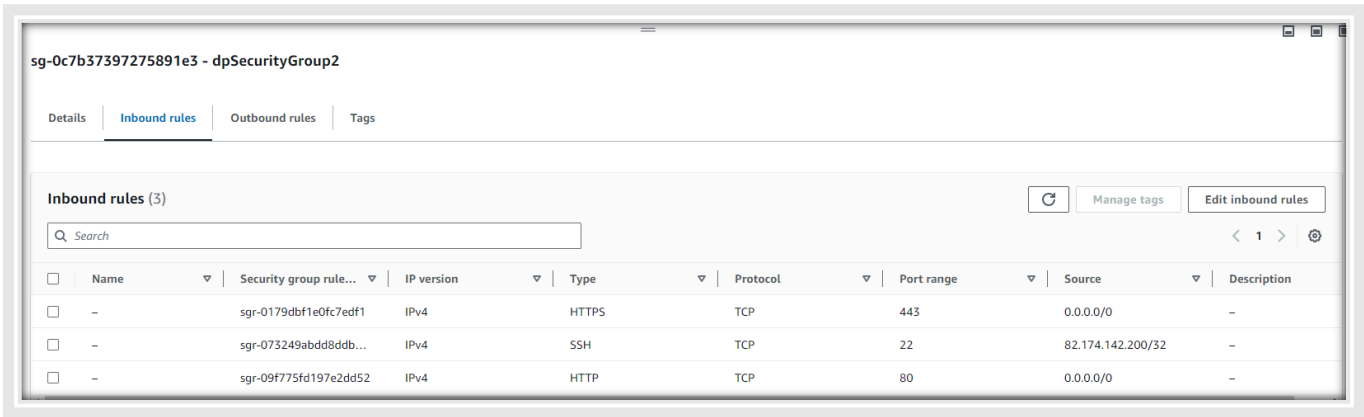 sg-0c7b37397275891e3 - dpSecurityGroup2
Details Inbound rules Outbound rules Tags
Inbound rules (3) Manage tags Edit inbound rules
Search 1
Name Security group rule... IP version Type Protocol Port range Source Description
– sgr-0179dbf1e0fc7edf1 IPv4 HTTPS TCP 443 0.0.0.0/0 –
– sgr-073249abdd8ddb... IPv4 SSH TCP 22 82.174.142.200/32 –
– sgr-09f775fd197e2dd52 IPv4 HTTP TCP 80 0.0.0.0/0 –